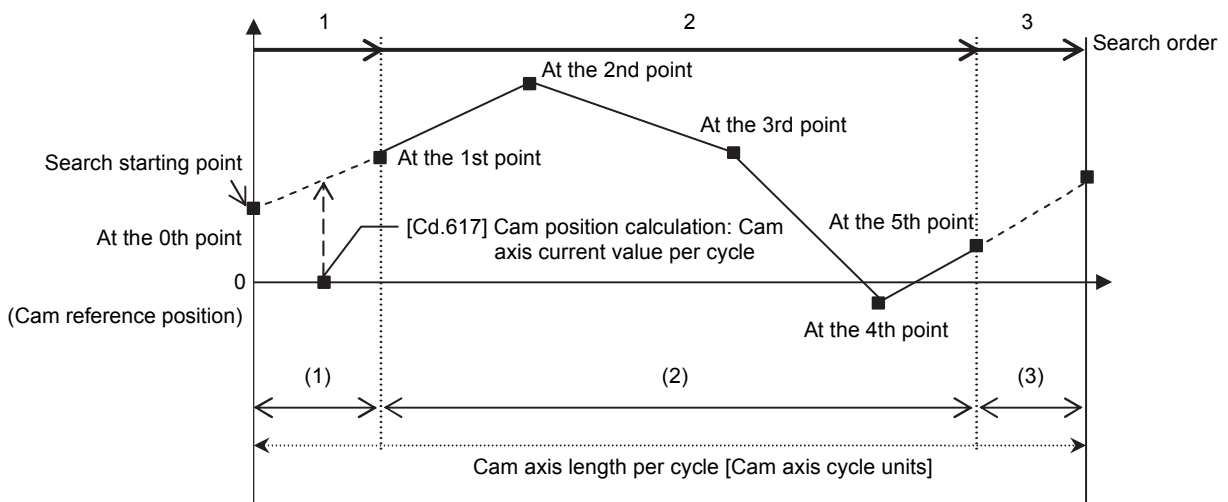 1
2
3
Search order
At the 2nd point
At the 3rd point
Search starting point
At the 1st point
At the 0th point
[Cd.617] Cam position calculation: Cam
axis current value per cycle
At the 5th point
0
(Cam reference position)
At the 4th point
(1)
(2)
(3)
Cam axis length per cycle [Cam axis cycle units]